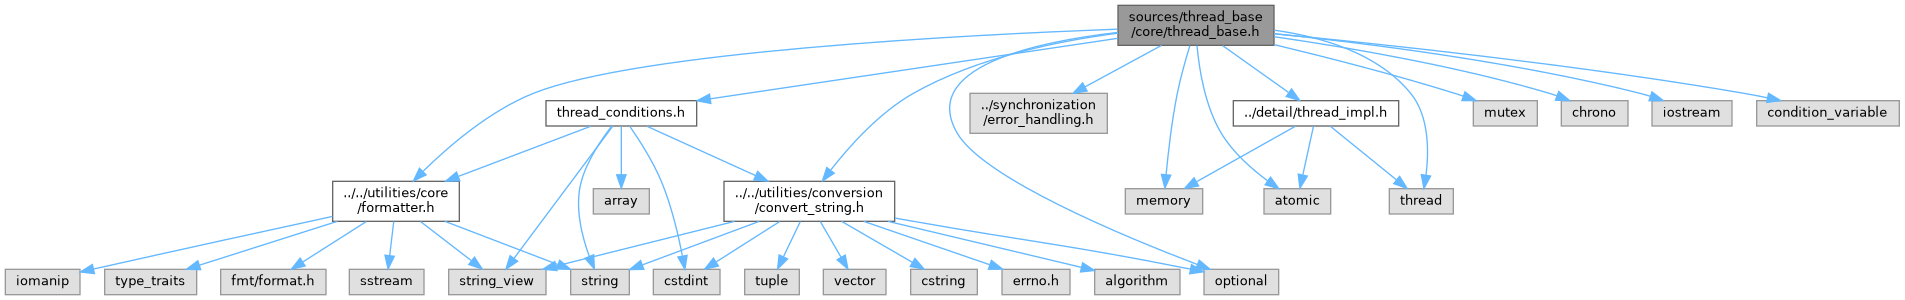 sources/thread_base
/core/thread_base.h
thread_conditions.h
../synchronization
/error_handling.h
../detail/thread_impl.h
mutex
chrono
iostream
condition_variable
../../utilities/core
/formatter.h
array
../../utilities/conversion
/convert_string.h
memory
atomic
thread
iomanip
type_traits
fmt/format.h
sstream
string_view
string
cstdint
tuple
vector
cstring
errno.h
algorithm
optional